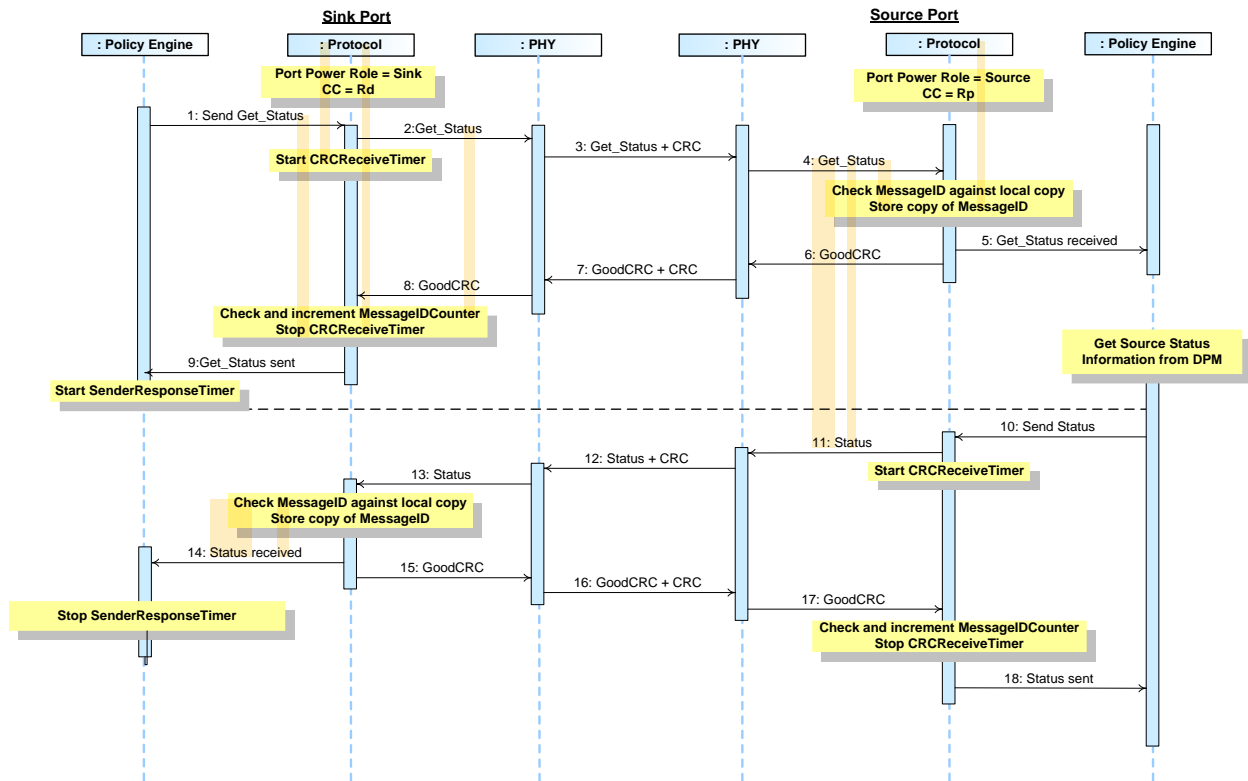 Sink Port
Source Port
: Policy Engine
: Protocol
: PHY
: PHY
: Protocol
: Policy Engine
Port Power Role = Sink
CC = Rd
Port Power Role = Source
CC = Rp
1: Send Get_Status
2:Get_Status
Start CRCReceiveTimer
3: Get_Status + CRC
4: Get_Status
Check MessageID against local copy
Store copy of MessageID
5: Get_Status received
6: GoodCRC
7: GoodCRC + CRC
8: GoodCRC
Check and increment MessageIDCounter
Stop CRCReceiveTimer
Get Source Status
Information from DPM
9:Get_Status sent
Start SenderResponseTimer
10: Send Status
11: Status
Start CRCReceiveTimer
12: Status + CRC
13: Status
Check MessageID against local copy
Store copy of MessageID
14: Status received
15: GoodCRC
16: GoodCRC + CRC
17: GoodCRC
Stop SenderResponseTimer
Check and increment MessageIDCounter
Stop CRCReceiveTimer
18: Status sent